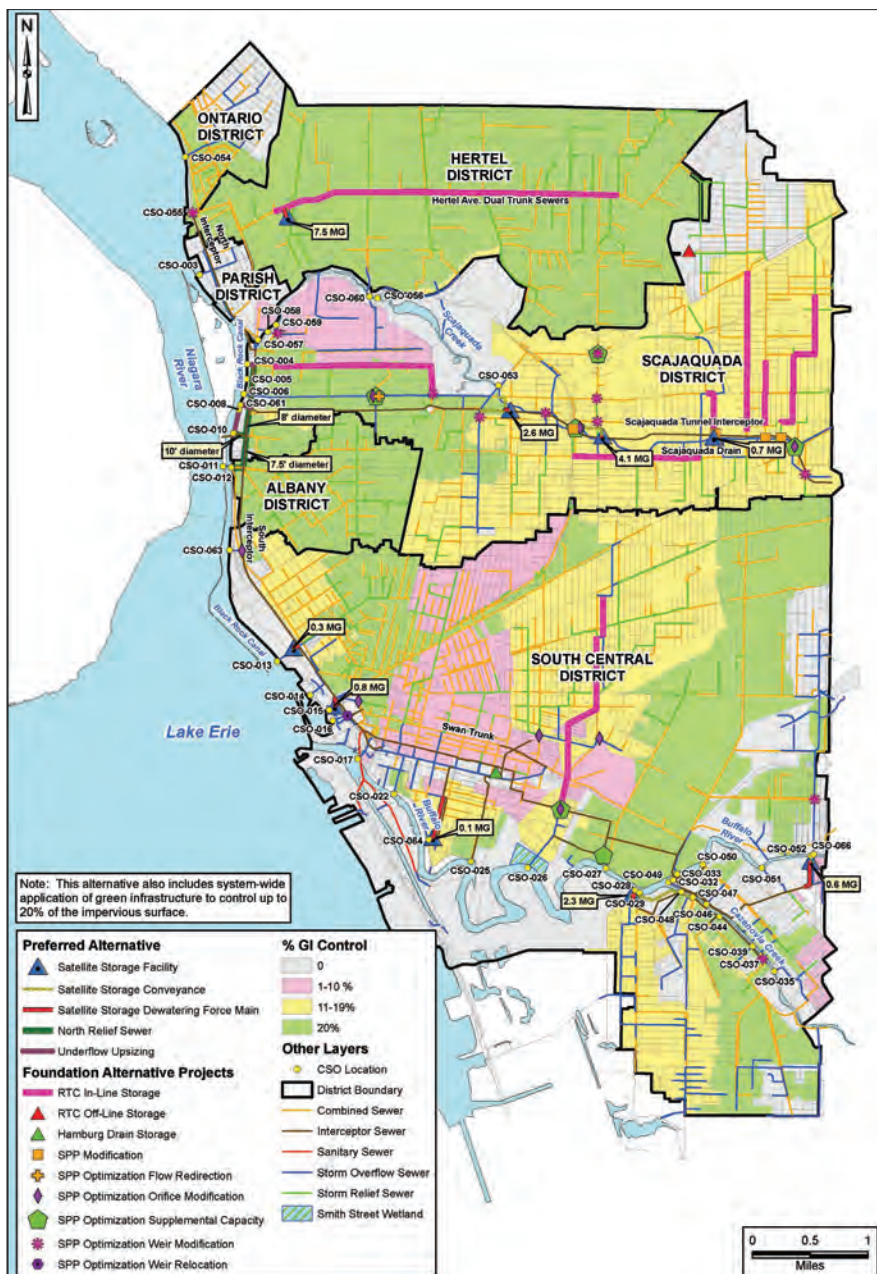 N
ONTARIO
DISTRICT
CSO-054
HERTEL
DISTRICT
Hertel Ave. Dual Trunk Sewers
CSO-055
7.5 MG
North
Interceptor
CSO-003
PARISH
DISTRICT
CSO-060
CSO-056
CSO-058
CSO-059
CSO-057
CSO-004
Scajaquada
Creek
Black Rock Canal
Niagara
River
SCAJAQUADA
DISTRICT
CSO-005
CSO-006
CSO-053
CSO-008
CSO-061
8' diameter
CSO-010
Scajaquada Tunnel Interceptor
2.6 MG
10' diameter
4.1 MG
Scajaquada Drain
0.7 MG
CSO-011
7.5' diameter
CSO-012
ALBANY
DISTRICT
South
Interceptor
CSO-063
Black Rock Canal
0.3 MG
CSO-013
SOUTH CENTRAL
DISTRICT
0.8 MG
CSO-014
CSO-015
CSO-016
Lake Erie
Swan Trunk
CSO-017
CSO-022
Buffalo
River
CSO-064
0.1 MG
Buffalo
River
CSO-052
CSO-066
CSO-050
CSO-025
CSO-026
CSO-027
CSO-049
CSO-033
CSO-051
CSO-028
CSO-032
0.6 MG
2.3 MG
CSO-029
CSO-047
CSO-048
CSO-046
CSO-044
Cazenovia Creek
CSO-039
CSO-037
CSO-035
Note: This alternative also includes system-wide
application of green infrastructure to control up to
20% of the impervious surface.
Preferred Alternative
Satellite Storage Facility
Satellite Storage Conveyance
Satellite Storage Dewatering Force Main
North Relief Sewer
Underflow Upsizing
Foundation Alternative Projects
RTC In-Line Storage
RTC Off-Line Storage
Hamburg Drain Storage
SPP Modification
SPP Optimization Flow Redirection
SPP Optimization Orifice Modification
SPP Optimization Supplemental Capacity
SPP Optimization Weir Modification
SPP Optimization Weir Relocation
% GI Control
0
1-10 %
11-19%
20%
Other Layers
CSO Location
District Boundary
Combined Sewer
Interceptor Sewer
Sanitary Sewer
Storm Overflow Sewer
Storm Relief Sewer
Smith Street Wetland
0 0.5 1
Miles